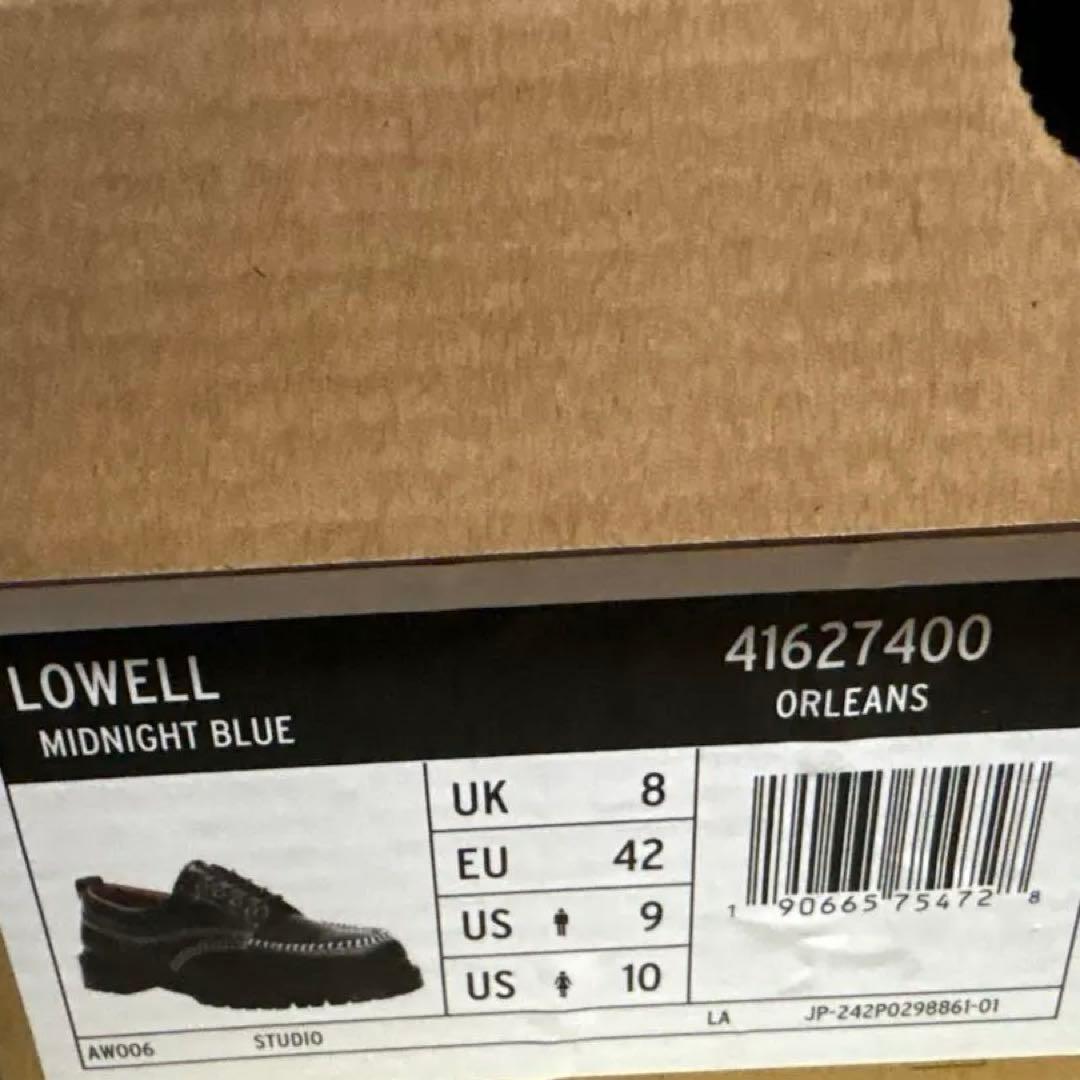 LOWELL
MIDNIGHT BLUE
41627400
ORLEANS
UK 8
EU 42
US 9
US 10
1 90665 75472 8
AW006 STUDIO LA JP-242P0298861-01